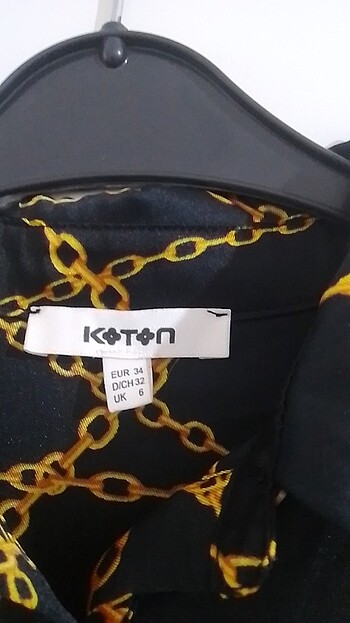 KOTON
EUR 34
D/CH 32
UK 6